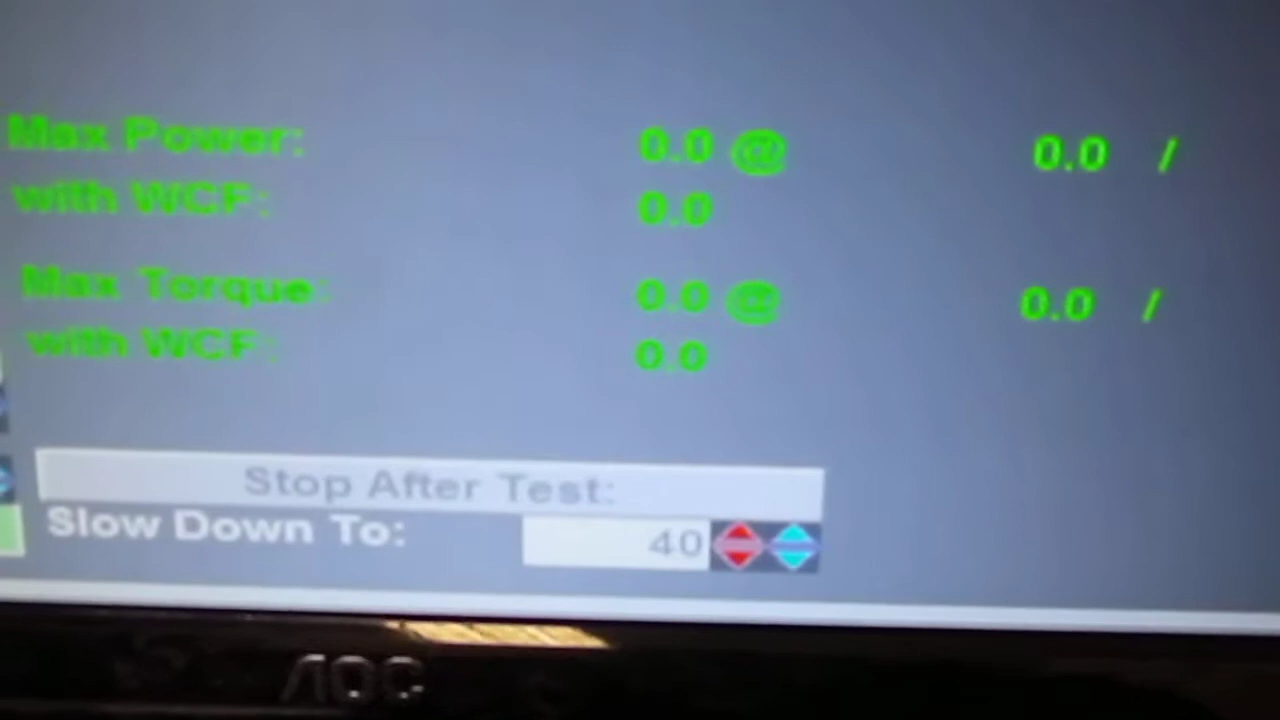 Max Power: 0.0 @ 0.0 /
with WCF: 0.0
Max Torque: 0.0 @ 0.0 /
with WCF: 0.0
Stop After Test:
Slow Down To: 40
AOC